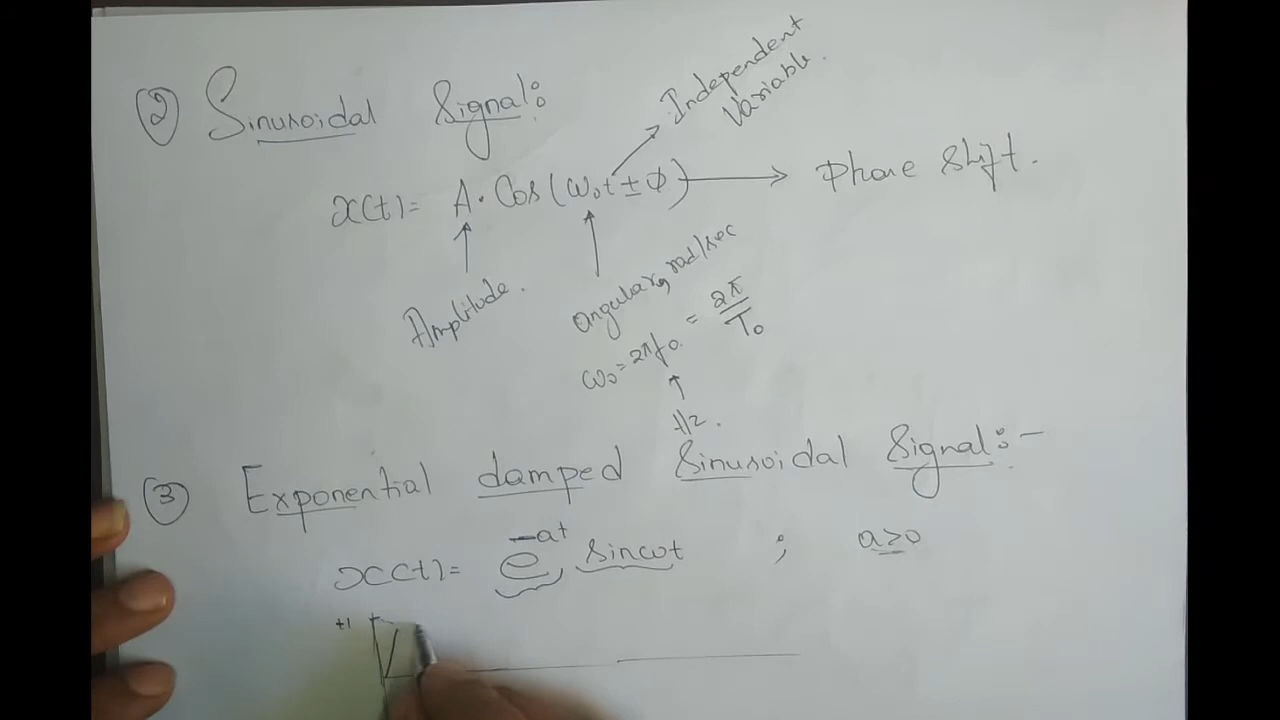 ② Sinusoidal Signal:
Independent
Variable.
x(t) = A. Cos(ω₀t ± φ) → Phase Shift.
Amplitude.
angular, rad/sec
ω₀ = 2πf₀ = 2π/T₀
Hz.
③ Exponential damped Sinusoidal Signal:-
x(t) = e^-at sinωt ; a>0
+1